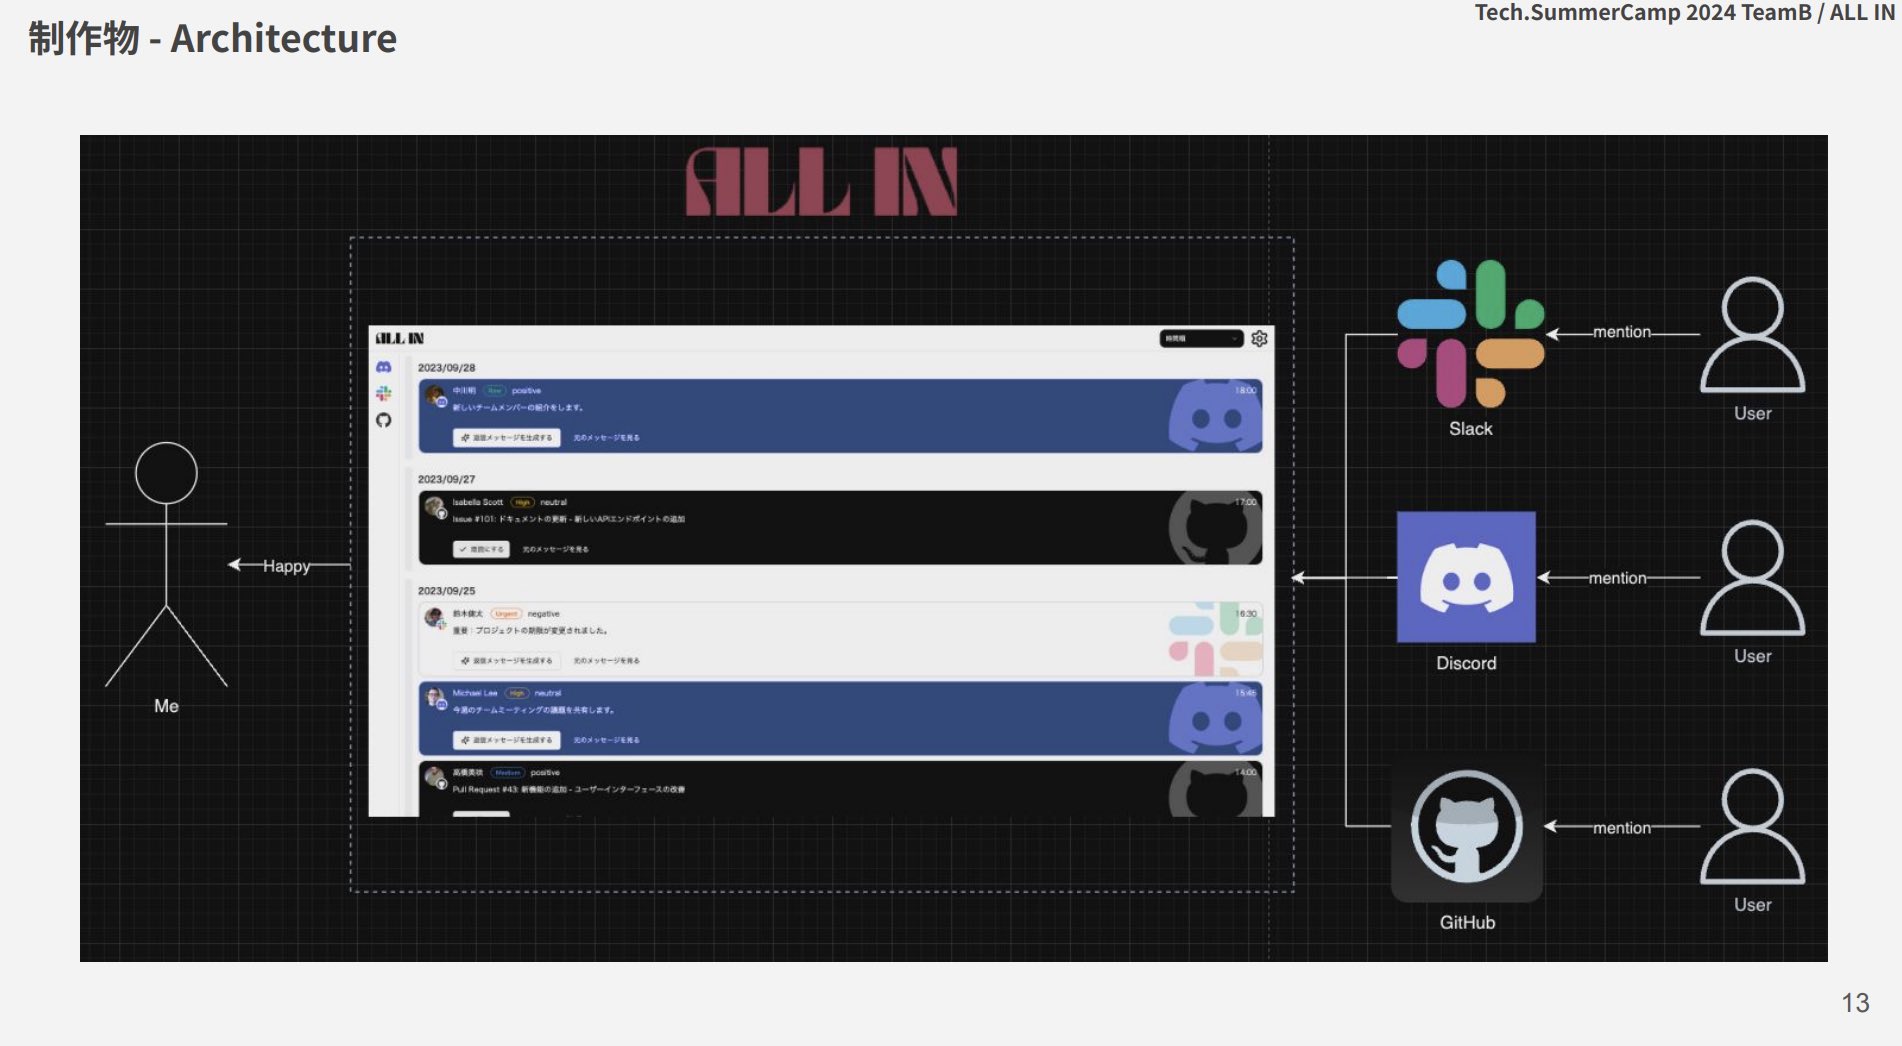 制作物 - Architecture
Tech.SummerCamp 2024 TeamB / ALL IN
ALL IN
ALL IN
時間順
2023/09/28
中川明 New positive
18:00
新しいチームメンバーの紹介をします。
返信メッセージを生成する 元のメッセージを見る
2023/09/27
Isabella Scott High neutral
17:00
Issue #101: ドキュメントの更新 - 新しいAPIエンドポイントの追加
既読にする 元のメッセージを見る
2023/09/25
鈴木健太 Urgent negative
16:30
重要：プロジェクトの期限が変更されました。
返信メッセージを生成する 元のメッセージを見る
Michael Lee High neutral
15:45
今週のチームミーティングの議題を共有します。
返信メッセージを生成する 元のメッセージを見る
高橋美咲 Medium positive
14:00
Pull Request #43: 新機能の追加 - ユーザーインターフェースの改善
Happy
Me
mention
Slack
User
mention
Discord
User
mention
GitHub
User
13